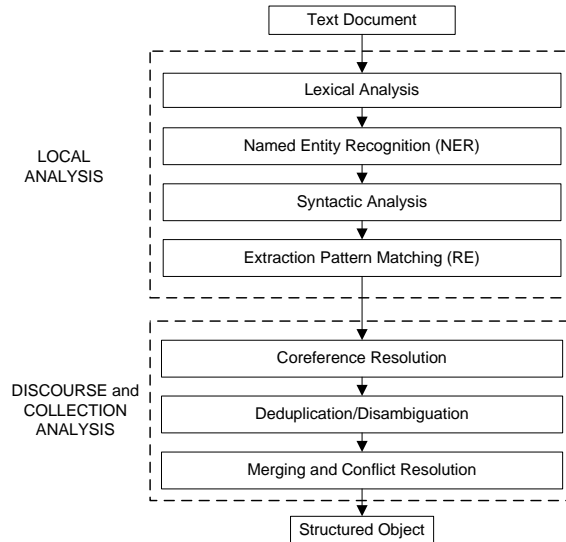 Text Document
LOCAL
ANALYSIS
Lexical Analysis
Named Entity Recognition (NER)
Syntactic Analysis
Extraction Pattern Matching (RE)
DISCOURSE and
COLLECTION
ANALYSIS
Coreference Resolution
Deduplication/Disambiguation
Merging and Conflict Resolution
Structured Object